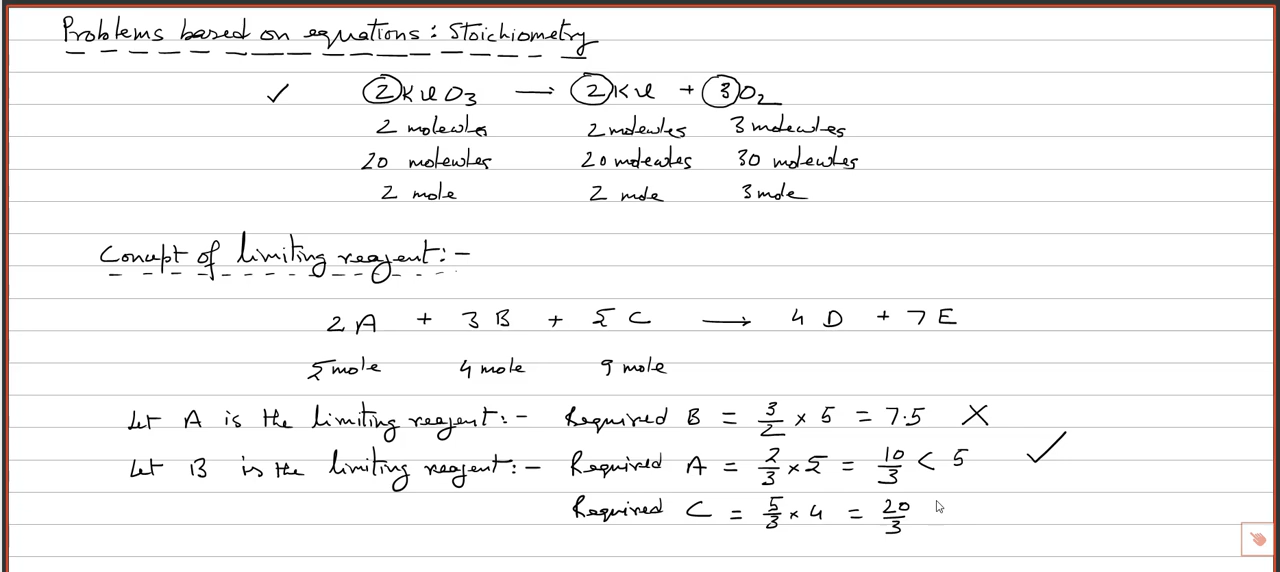 Problems based on equations: Stoichiometry
✓ 2KClO3 → 2KCl + 3O2
2 molecules 2 molecules 3 molecules
20 molecules 20 molecules 30 molecules
2 mole 2 mole 3 mole
Concept of limiting reagent:-
2A + 3B + 5C → 4D + 7E
5 mole 4 mole 9 mole
Let A is the limiting reagent:- Required B = 3/2 × 5 = 7.5 X
Let B is the limiting reagent:- Required A = 2/3 × 5 = 10/3 < 5 ✓
Required C = 5/3 × 4 = 20/3